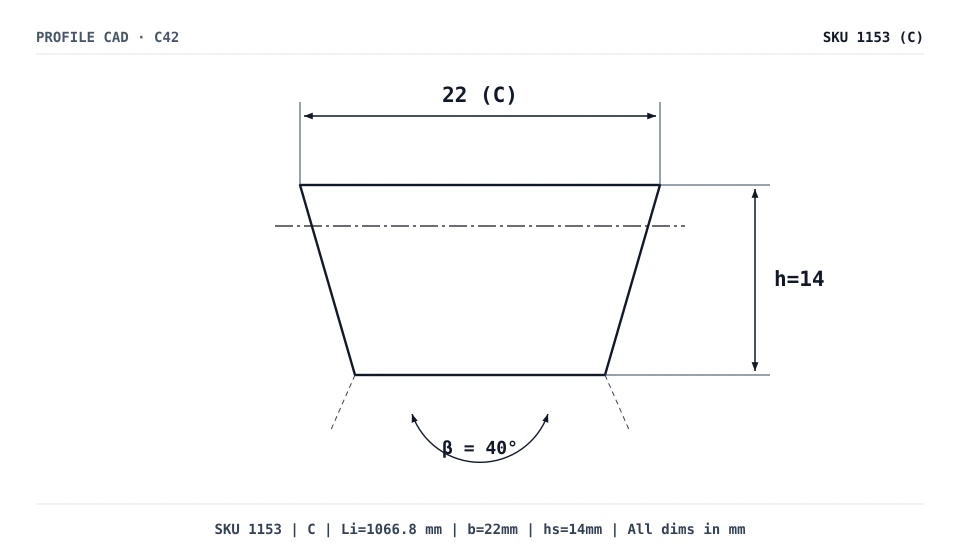 PROFILE CAD · C42
SKU 1153 (C)
22 (C)
h=14
β = 40°
SKU 1153 | C | Li=1066.8 mm | b=22mm | hs=14mm | All dims in mm